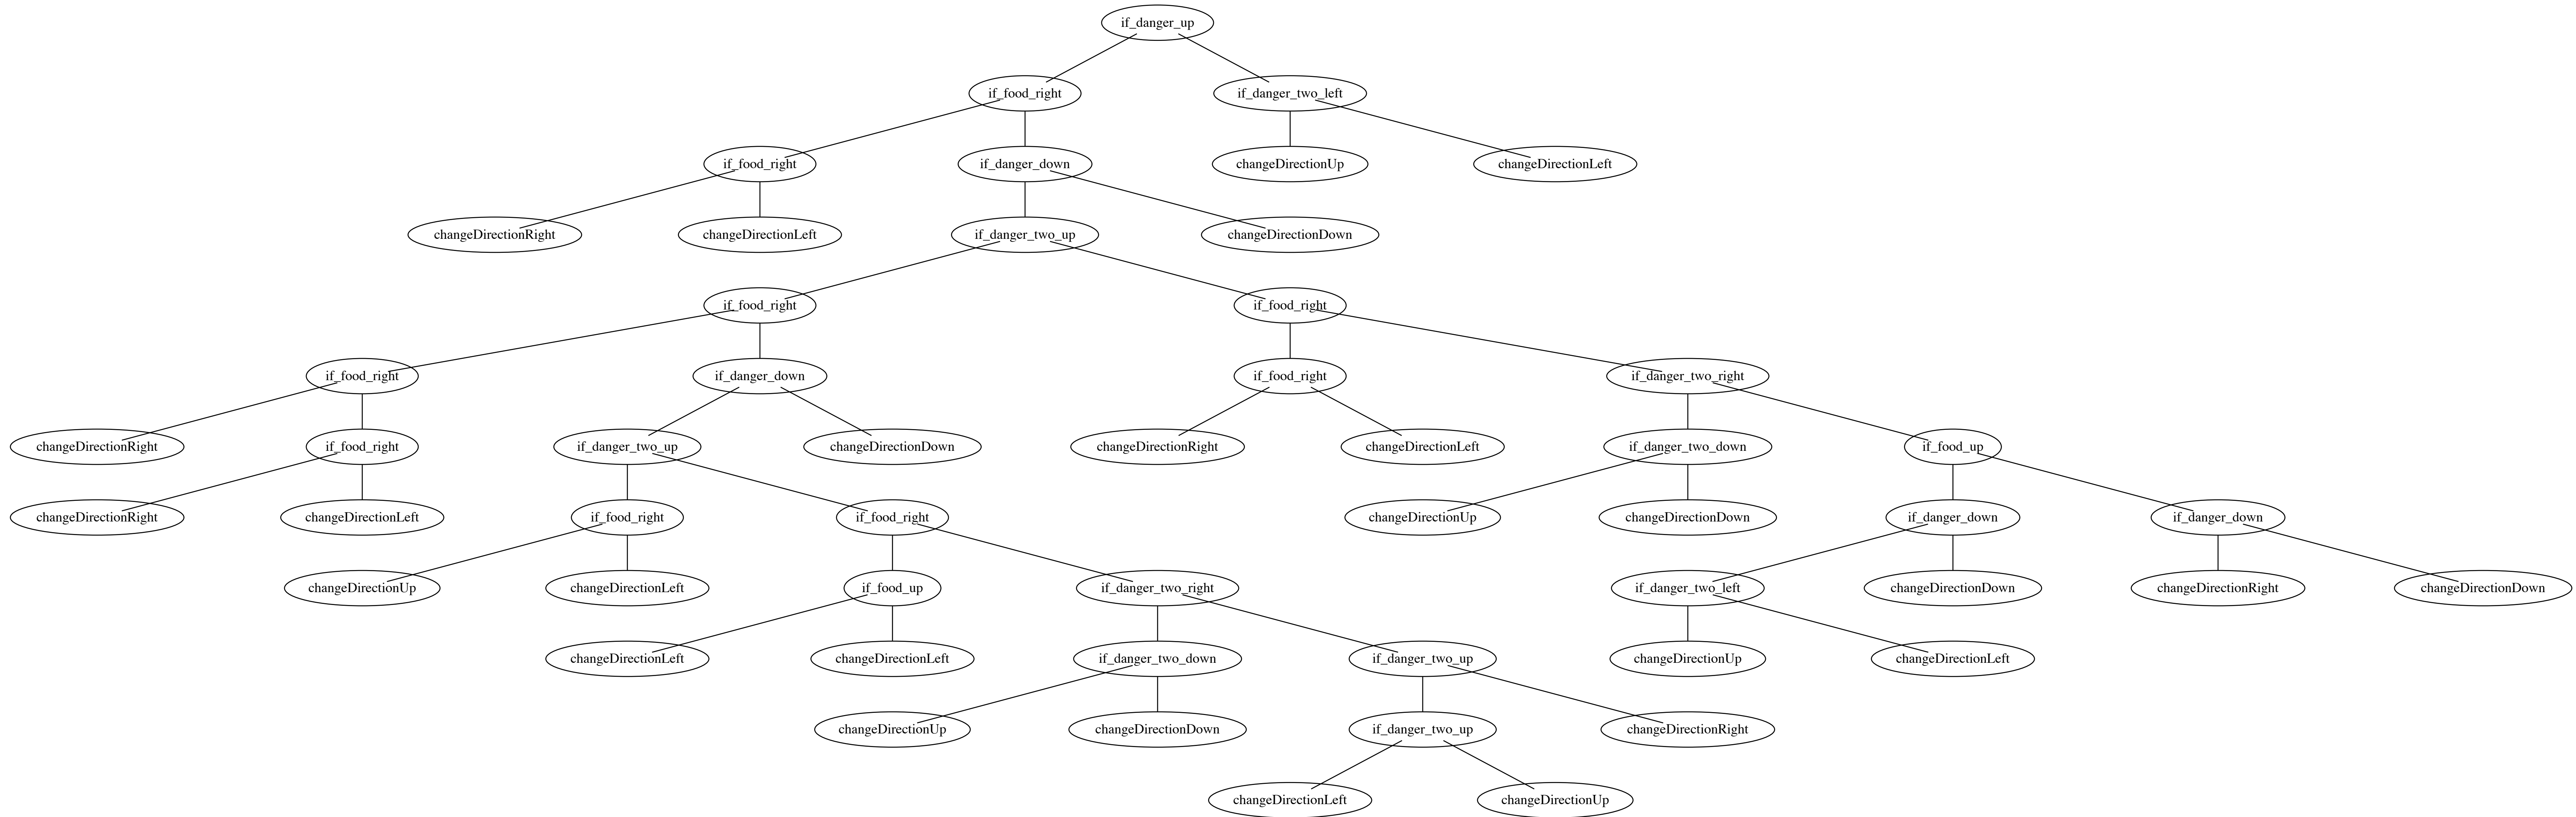 if_danger_up
if_food_right
if_danger_two_left
if_food_right
if_danger_down
changeDirectionUp
changeDirectionLeft
changeDirectionRight
changeDirectionLeft
if_danger_two_up
changeDirectionDown
if_food_right
if_food_right
if_food_right
if_danger_down
if_food_right
if_danger_two_right
changeDirectionRight
if_food_right
if_danger_two_up
changeDirectionDown
changeDirectionRight
changeDirectionLeft
if_danger_two_down
if_food_up
changeDirectionRight
changeDirectionLeft
if_food_right
if_food_right
changeDirectionUp
changeDirectionDown
if_danger_down
if_danger_down
changeDirectionUp
changeDirectionLeft
if_food_up
if_danger_two_right
if_danger_two_left
changeDirectionDown
changeDirectionRight
changeDirectionDown
changeDirectionLeft
changeDirectionLeft
if_danger_two_down
if_danger_two_up
changeDirectionUp
changeDirectionLeft
changeDirectionUp
changeDirectionDown
if_danger_two_up
changeDirectionRight
changeDirectionLeft
changeDirectionUp